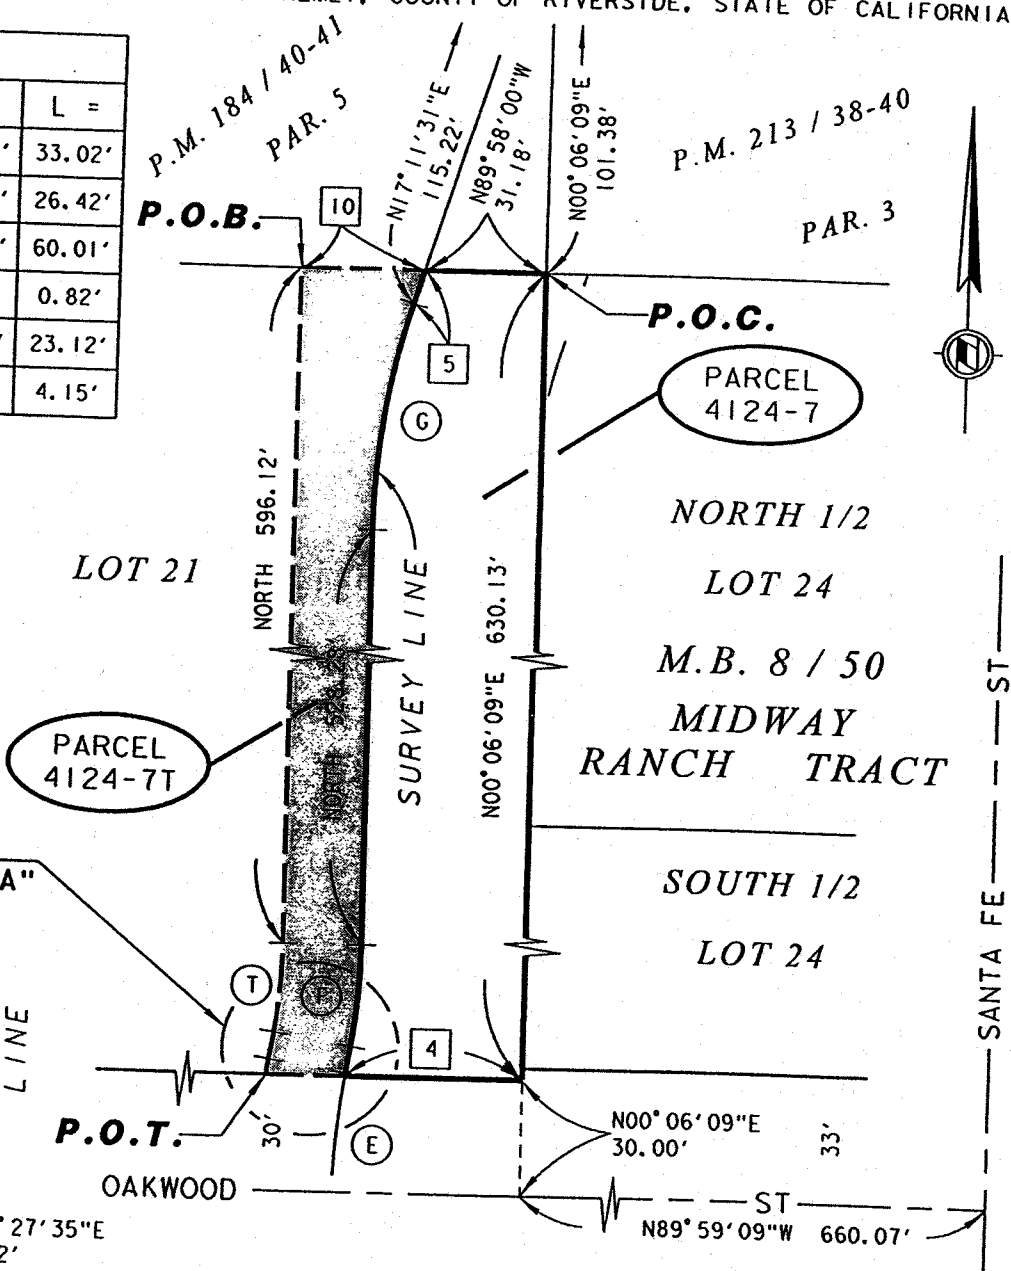 COUNTY OF RIVERSIDE, STATE OF CALIFORNIA
L =
33.02'
26.42'
60.01'
0.82'
23.12'
4.15'
P.M. 184 / 40-41
PAR. 5
N17°11'31"E
115.22'
N89°58'00"W
31.18'
N00°06'09"E
101.38'
P.M. 213 / 38-40
PAR. 3
P.O.B.
10
P.O.C.
5
PARCEL
4124-7
G
NORTH 596.12'
LOT 21
SURVEY LINE
N00°06'09"E 630.13'
NORTH 1/2
LOT 24
M.B. 8 / 50
MIDWAY
RANCH TRACT
PARCEL
4124-7T
NORTH
A"
SOUTH 1/2
LOT 24
SANTA FE ST
T
F
4
LINE
P.O.T.
30'
E
N00°06'09"E
30.00'
33'
OAKWOOD ST
N89°59'09"W 660.07'
°27'35"E
2'